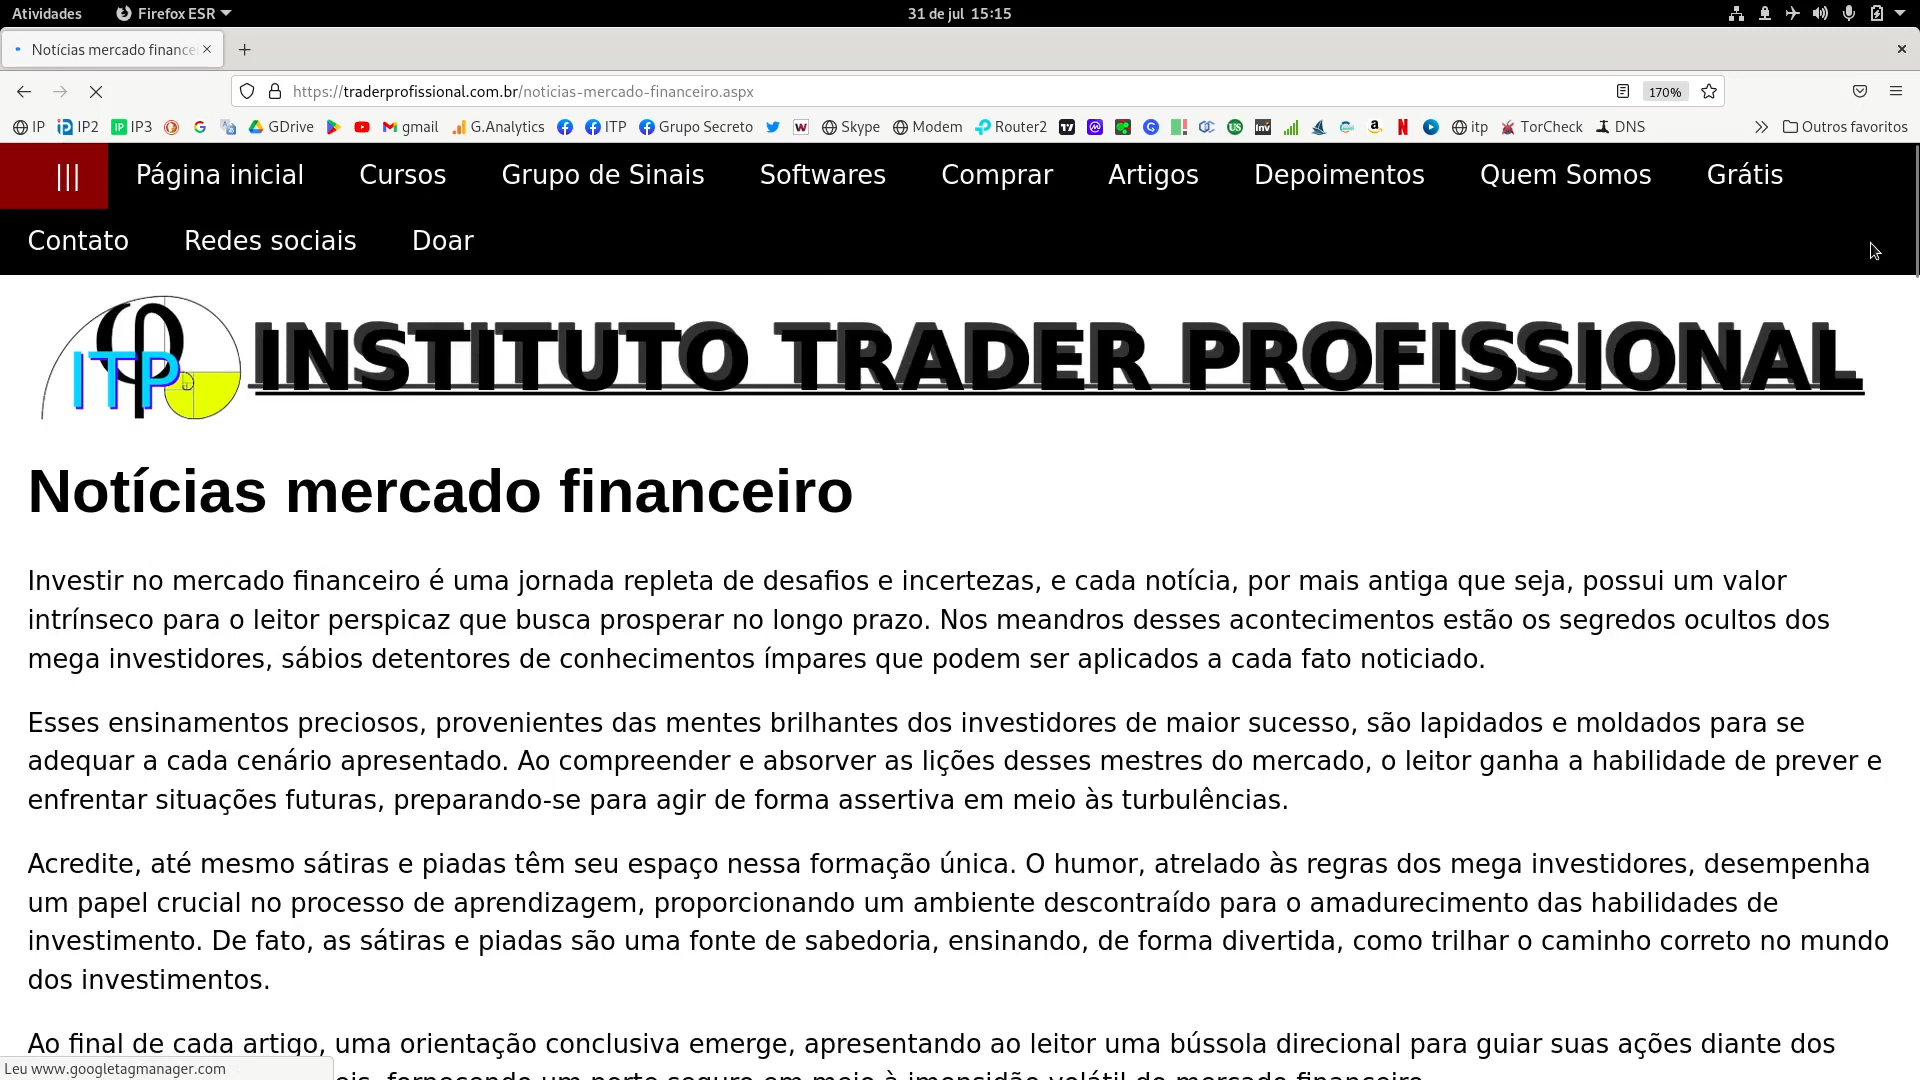 Atividades Firefox ESR 31 de jul 15:15
Notícias mercado finance
https://traderprofissional.com.br/noticias-mercado-financeiro.aspx 170%
IP IP2 IP3 GDrive gmail G.Analytics ITP Grupo Secreto Skype Modem Router2 itp TorCheck DNS Outros favoritos
||| Página inicial Cursos Grupo de Sinais Softwares Comprar Artigos Depoimentos Quem Somos Grátis
Contato Redes sociais Doar
ITP INSTITUTO TRADER PROFISSIONAL
Notícias mercado financeiro
Investir no mercado financeiro é uma jornada repleta de desafios e incertezas, e cada notícia, por mais antiga que seja, possui um valor
intrínseco para o leitor perspicaz que busca prosperar no longo prazo. Nos meandros desses acontecimentos estão os segredos ocultos dos
mega investidores, sábios detentores de conhecimentos ímpares que podem ser aplicados a cada fato noticiado.
Esses ensinamentos preciosos, provenientes das mentes brilhantes dos investidores de maior sucesso, são lapidados e moldados para se
adequar a cada cenário apresentado. Ao compreender e absorver as lições desses mestres do mercado, o leitor ganha a habilidade de prever e
enfrentar situações futuras, preparando-se para agir de forma assertiva em meio às turbulências.
Acredite, até mesmo sátiras e piadas têm seu espaço nessa formação única. O humor, atrelado às regras dos mega investidores, desempenha
um papel crucial no processo de aprendizagem, proporcionando um ambiente descontraído para o amadurecimento das habilidades de
investimento. De fato, as sátiras e piadas são uma fonte de sabedoria, ensinando, de forma divertida, como trilhar o caminho correto no mundo
dos investimentos.
Ao final de cada artigo, uma orientação conclusiva emerge, apresentando ao leitor uma bússola direcional para guiar suas ações diante dos
fornecendo um porto seguro em meio à imensidão volátil do mercado financeiro.
Leu www.googletagmanager.com